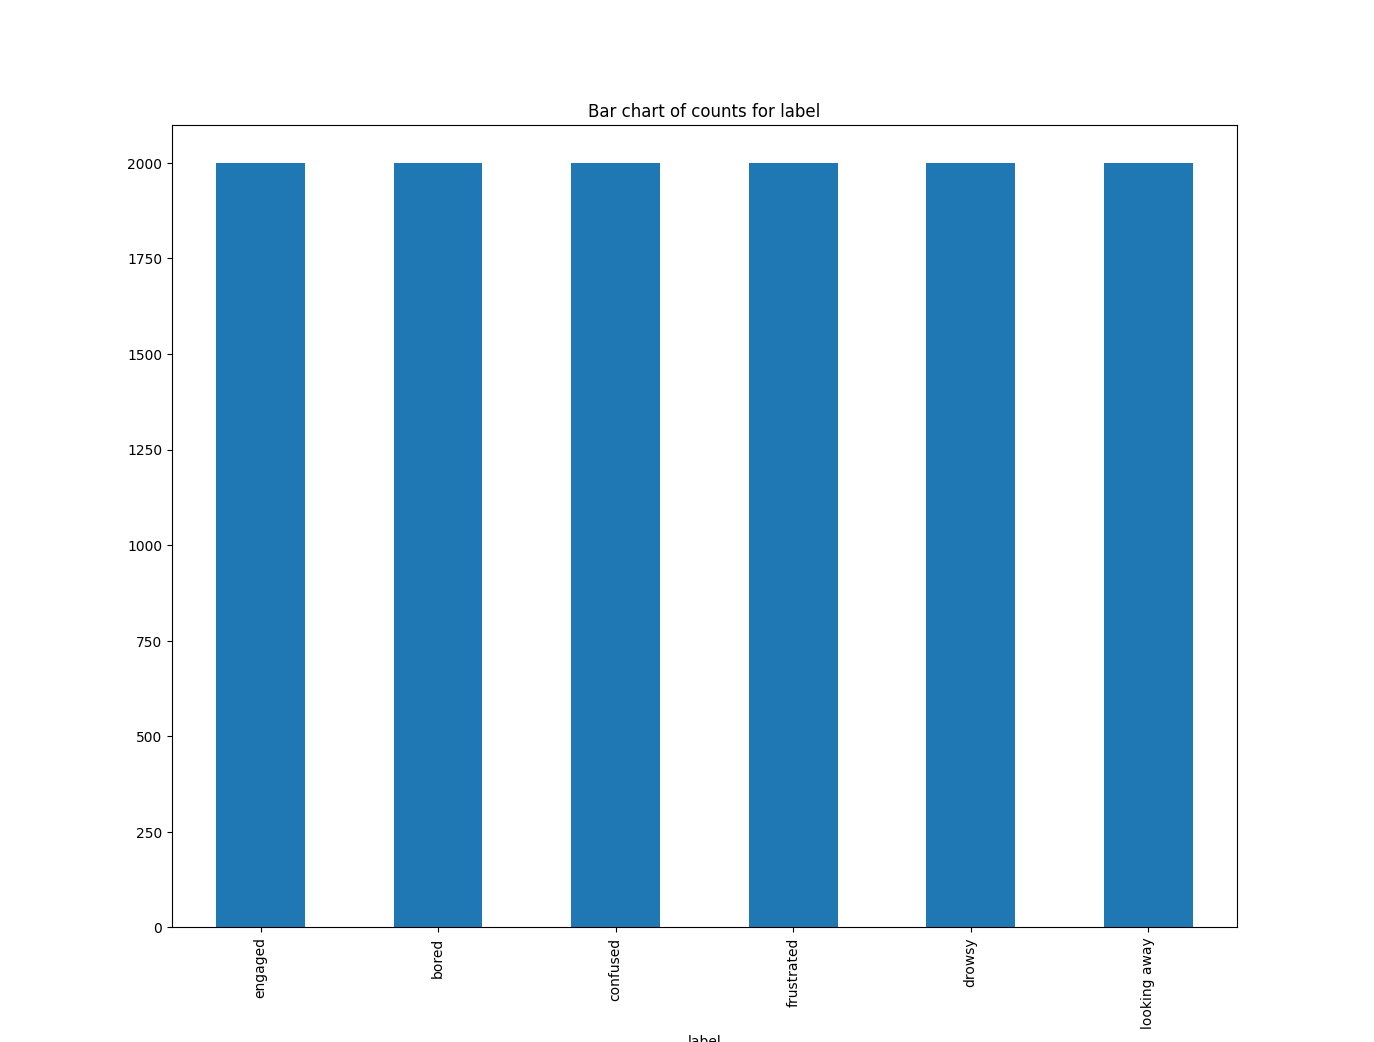 Bar chart of counts for label
2000
1750
1500
1250
1000
750
500
250
0
engaged
bored
confused
frustrated
drowsy
looking away
label